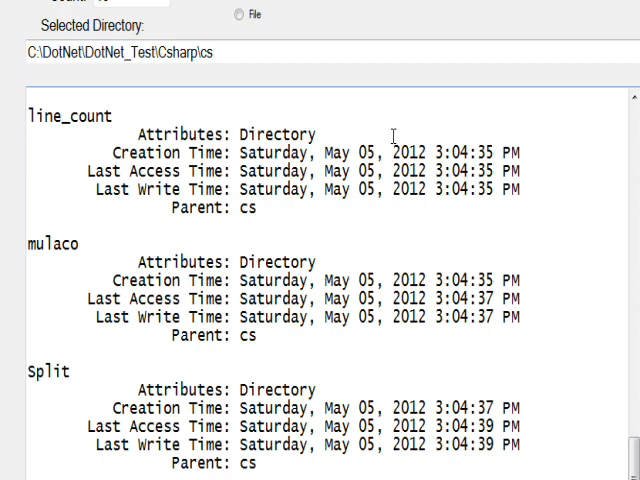 File
Selected Directory:
C:\DotNet\DotNet_Test\Csharp\cs
line_count
Attributes: Directory
Creation Time: Saturday, May 05, 2012 3:04:35 PM
Last Access Time: Saturday, May 05, 2012 3:04:35 PM
Last Write Time: Saturday, May 05, 2012 3:04:35 PM
Parent: cs
mulaco
Attributes: Directory
Creation Time: Saturday, May 05, 2012 3:04:35 PM
Last Access Time: Saturday, May 05, 2012 3:04:37 PM
Last Write Time: Saturday, May 05, 2012 3:04:37 PM
Parent: cs
Split
Attributes: Directory
Creation Time: Saturday, May 05, 2012 3:04:37 PM
Last Access Time: Saturday, May 05, 2012 3:04:39 PM
Last Write Time: Saturday, May 05, 2012 3:04:39 PM
Parent: cs